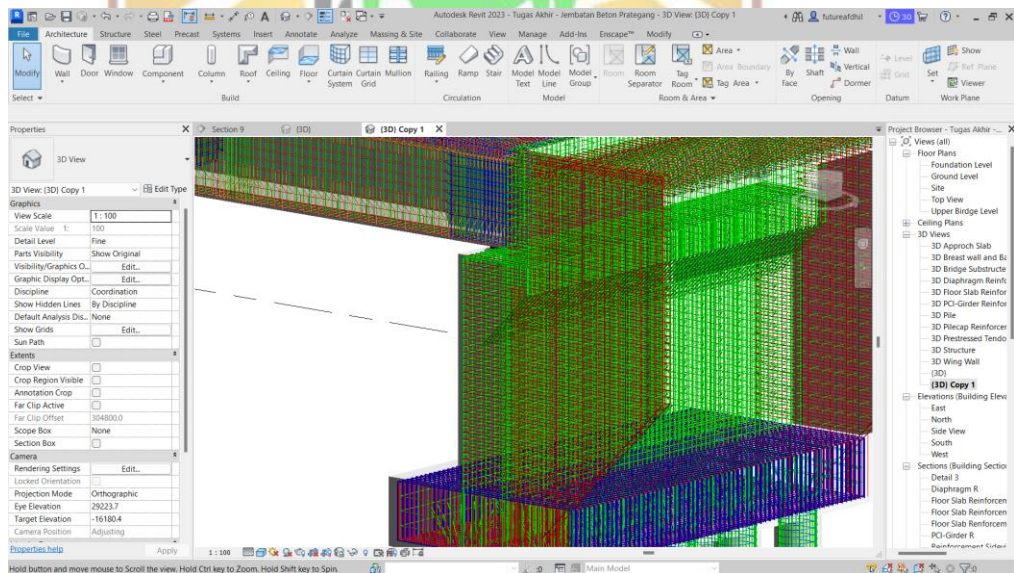 Autodesk Revit 2023 - Tugas Akhir - Jembatan Beton Prategang - 3D View: (3D) Copy 1
futureafdhil
30
File Architecture Structure Steel Precast Systems Insert Annotate Analyze Massing & Site Collaborate View Manage Add-Ins Enscape™ Modify
Modify Wall Door Window Component Column Roof Ceiling Floor Curtain System Curtain Grid Mullion Railing Ramp Stair Model Text Model Line Model Group Room Room Separator Tag Room Area By Face Shaft Wall Level Set Show
Area Boundary Vertical Grid Ref Plane
Tag Area Dormer Viewer
Select Build Circulation Model Room & Area Opening Datum Work Plane
Properties X
Section 9 (3D) (3D) Copy 1 X
Project Browser - Tugas Akhir -... X
3D View
3D View: (3D) Copy 1 Edit Type
Graphics
View Scale 1 : 100
Scale Value 1: 100
Detail Level Fine
Parts Visibility Show Original
Visibility/Graphics O... Edit...
Graphic Display Opt... Edit...
Discipline Coordination
Show Hidden Lines By Discipline
Default Analysis Dis... None
Show Grids Edit...
Sun Path
Extents
Crop View
Crop Region Visible
Annotation Crop
Far Clip Active
Far Clip Offset 304800.0
Scope Box None
Section Box
Camera
Rendering Settings Edit...
Locked Orientation
Projection Mode Orthographic
Eye Elevation 29223.7
Target Elevation -16180.4
Camera Position Adjusting
Properties help Apply
Views (all)
Floor Plans
Foundation Level
Ground Level
Site
Top View
Upper Birdge Level
Ceiling Plans
3D Views
3D Approch Slab
3D Breast wall and Ba
3D Bridge Substructe
3D Diaphragm Reinfo
3D Floor Slab Reinfor
3D PCI-Girder Reinfor
3D Pile
3D Pilecap Reinforcer
3D Prestressed Tendo
3D Structure
3D Wing Wall
(3D)
(3D) Copy 1
Elevations (Building Eleva
East
North
Side View
South
West
Sections (Building Section
Detail 3
Diaphragm R
Floor Slab Reinforcen
Floor Slab Reinforcen
Floor Slab Reinforcem
PCI-Girder R
1 : 100
Hold button and move mouse to Scroll the view. Hold Ctrl key to Zoom. Hold Shift key to Spin.
:0 Main Model
:0